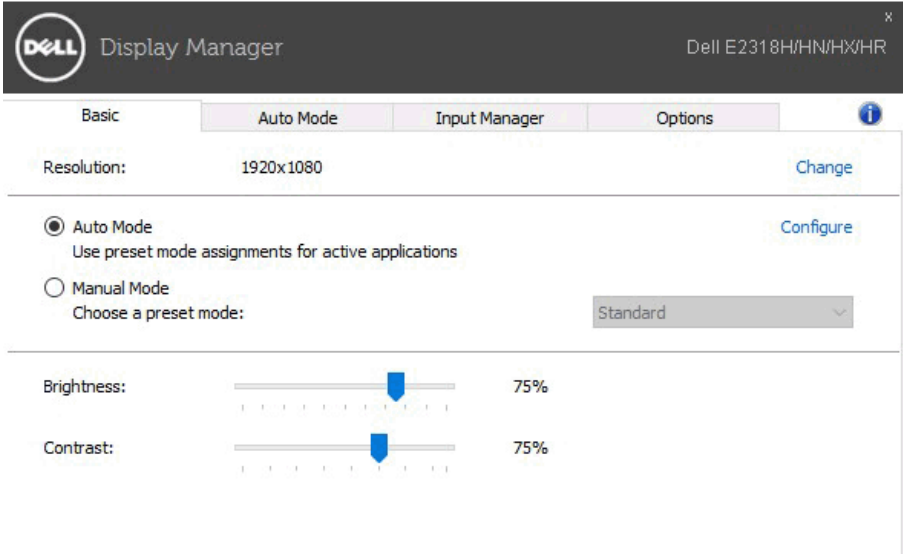 x
DELL Display Manager Dell E2318H/HN/HX/HR
Basic Auto Mode Input Manager Options i
Resolution: 1920x1080 Change
Auto Mode Configure
Use preset mode assignments for active applications
Manual Mode
Choose a preset mode: Standard
Brightness: 75%
Contrast: 75%